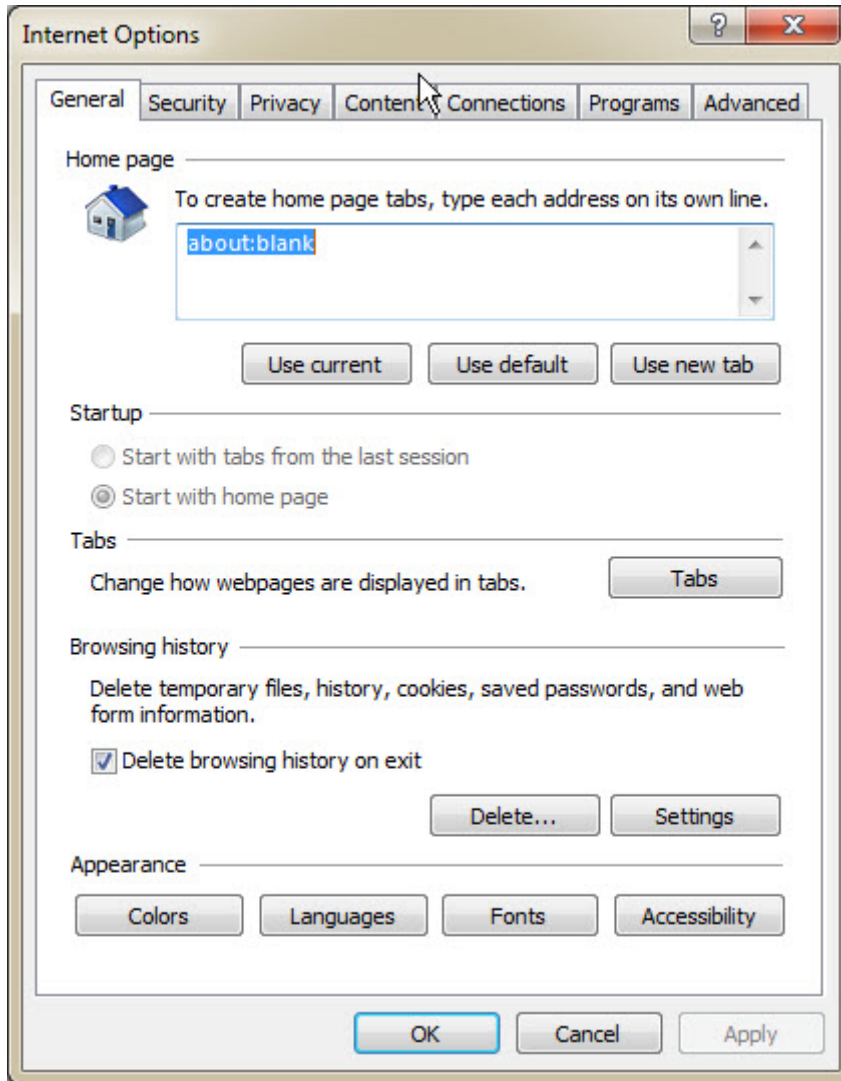 Internet Options
General Security Privacy Content Connections Programs Advanced
Home page
To create home page tabs, type each address on its own line.
about:blank
Use current Use default Use new tab
Startup
Start with tabs from the last session
Start with home page
Tabs
Change how webpages are displayed in tabs. Tabs
Browsing history
Delete temporary files, history, cookies, saved passwords, and web
form information.
Delete browsing history on exit
Delete... Settings
Appearance
Colors Languages Fonts Accessibility
OK Cancel Apply